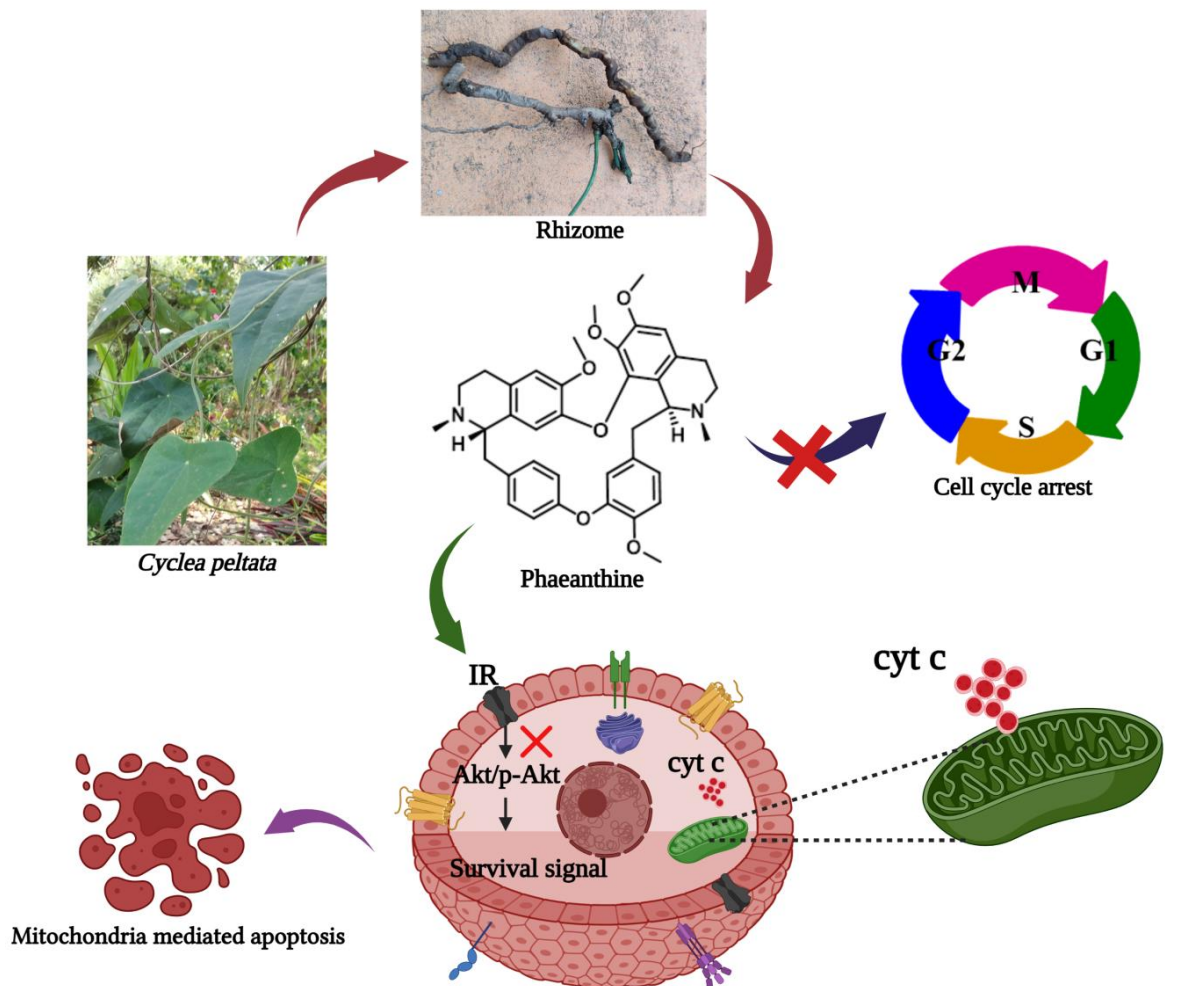 Rhizome
Cyclea peltata
O
O
O
O
N
H
O
H
N
O
O
Phaeanthine
M
G2
G1
S
Cell cycle arrest
IR
Akt/p-Akt
Survival signal
cyt c
cyt c
Mitochondria mediated apoptosis